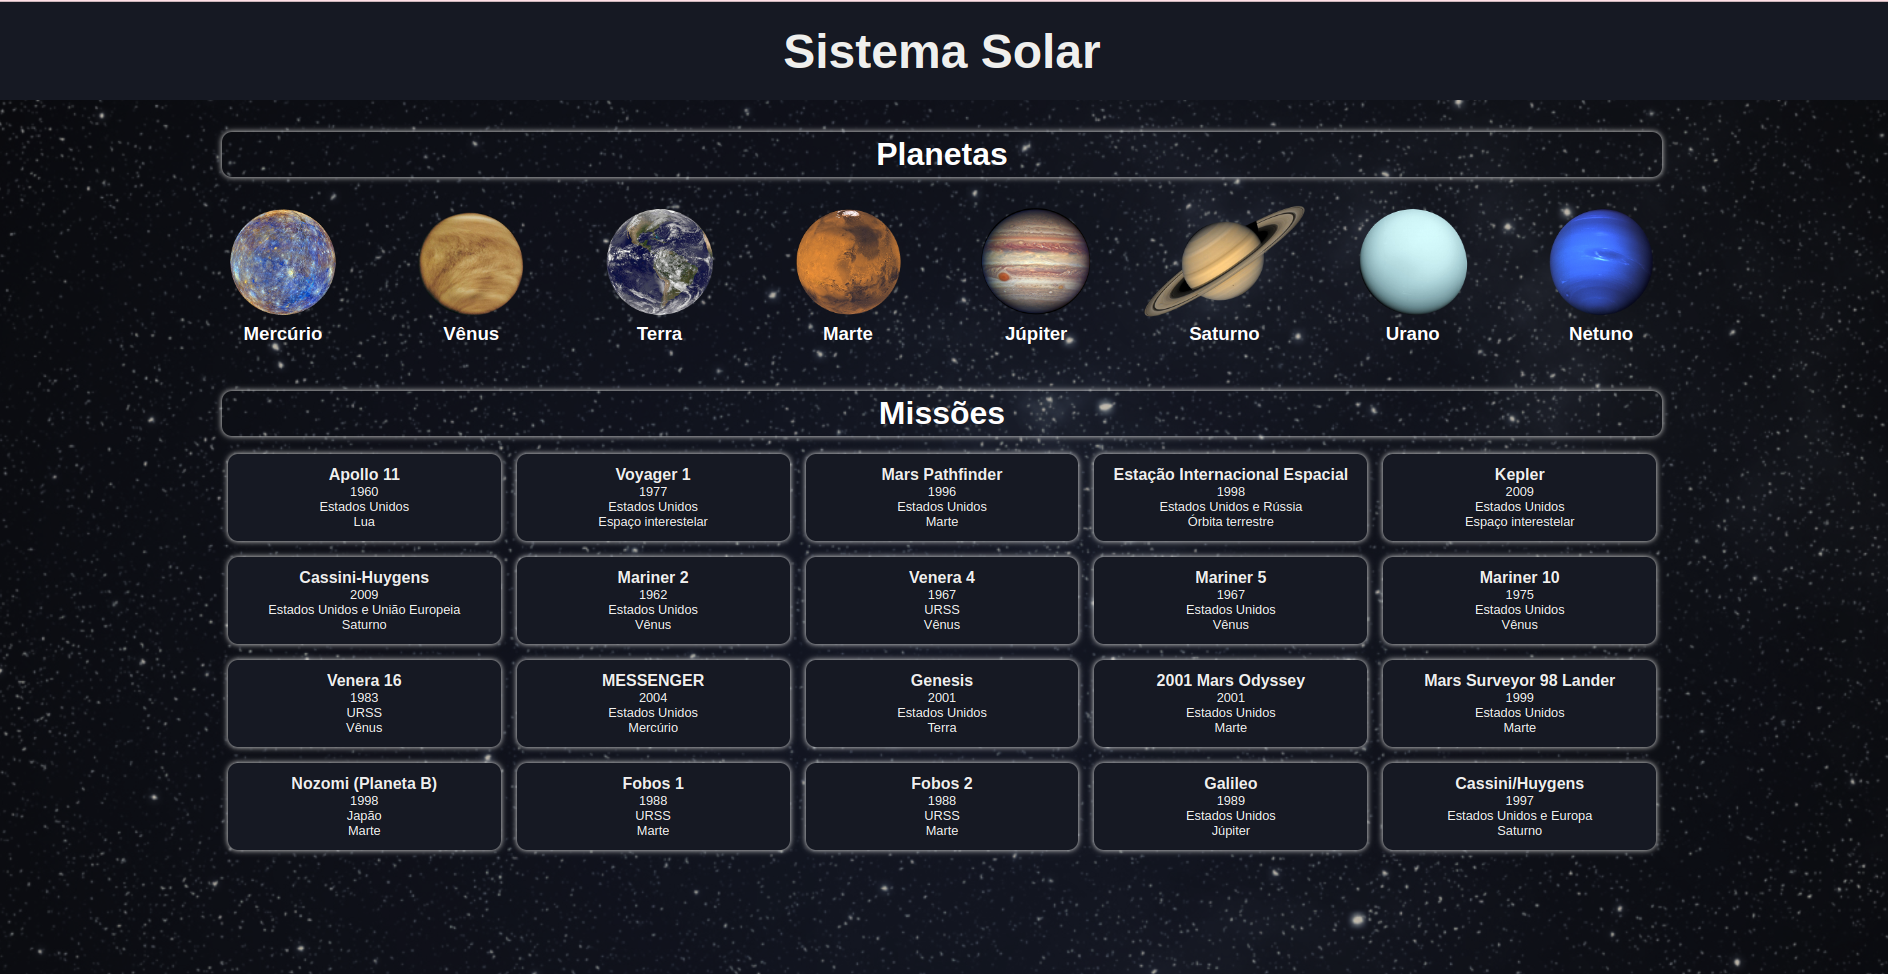 Sistema Solar
Planetas
Mercúrio
Vênus
Terra
Marte
Júpiter
Saturno
Urano
Netuno
Missões
Apollo 11
1960
Estados Unidos
Lua
Voyager 1
1977
Estados Unidos
Espaço interestelar
Mars Pathfinder
1996
Estados Unidos
Marte
Estação Internacional Espacial
1998
Estados Unidos e Rússia
Órbita terrestre
Kepler
2009
Estados Unidos
Espaço interestelar
Cassini-Huygens
2009
Estados Unidos e União Europeia
Saturno
Mariner 2
1962
Estados Unidos
Vênus
Venera 4
1967
URSS
Vênus
Mariner 5
1967
Estados Unidos
Vênus
Mariner 10
1975
Estados Unidos
Vênus
Venera 16
1983
URSS
Vênus
MESSENGER
2004
Estados Unidos
Mercúrio
Genesis
2001
Estados Unidos
Terra
2001 Mars Odyssey
2001
Estados Unidos
Marte
Mars Surveyor 98 Lander
1999
Estados Unidos
Marte
Nozomi (Planeta B)
1998
Japão
Marte
Fobos 1
1988
URSS
Marte
Fobos 2
1988
URSS
Marte
Galileo
1989
Estados Unidos
Júpiter
Cassini/Huygens
1997
Estados Unidos e Europa
Saturno